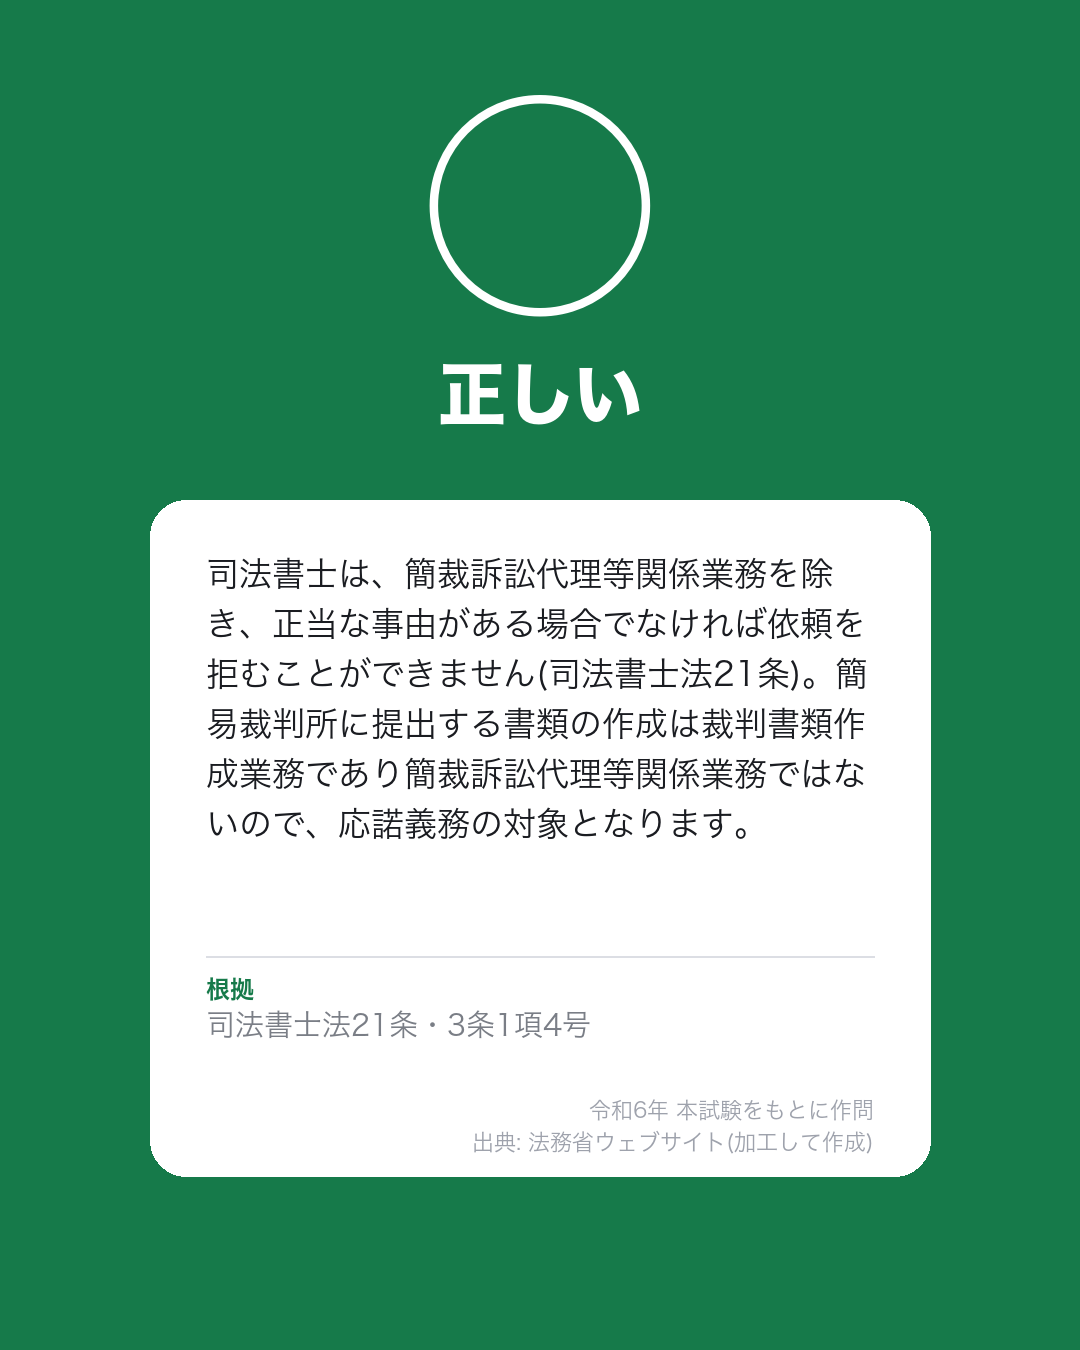 正しい
司法書士は、簡裁訴訟代理等関係業務を除
き、正当な事由がある場合でなければ依頼を
拒むことができません(司法書士法21条)。簡
易裁判所に提出する書類の作成は裁判書類作
成業務であり簡裁訴訟代理等関係業務ではな
いので、応諾義務の対象となります。
根拠
司法書士法21条・3条1項4号
令和6年 本試験をもとに作問
出典: 法務省ウェブサイト(加工して作成)